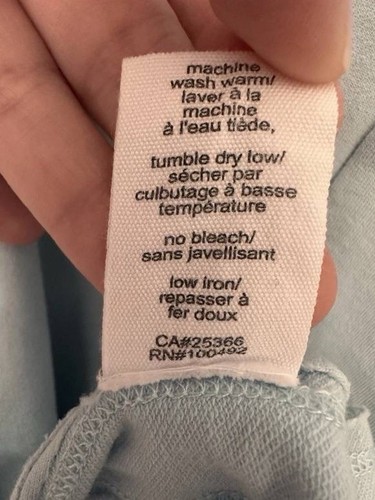 machine
wash warm/
laver à la
machine
à l'eau tiède,
tumble dry low/
sécher par
culbutage à basse
température
no bleach/
sans javellisant
low iron/
repasser à
fer doux
CA#25366
RN#100492